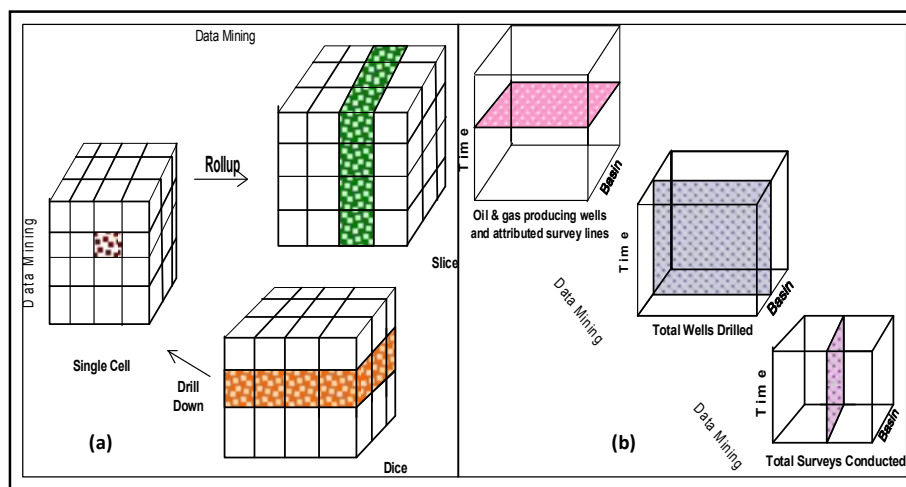 Data Mining
Rollup
Data Mining
Slice
Single Cell
Drill
Down
(a)
Dice
Time
Basin
Oil & gas producing wells
and attributed survey lines
Time
Basin
Data Mining
Total Wells Drilled
Time
Basin
Data Mining
(b)
Total Surveys Conducted